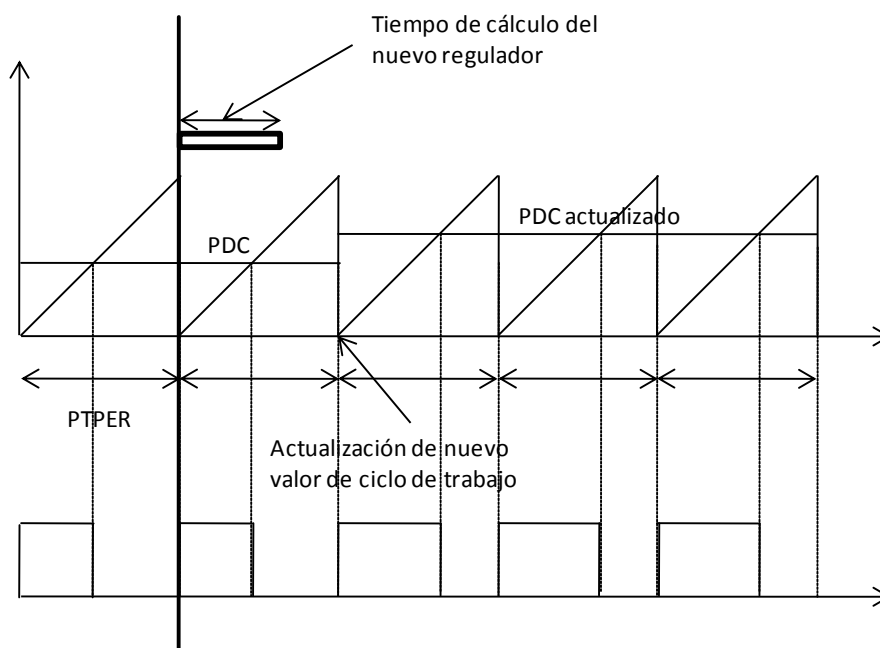 Tiempo de cálculo del
nuevo regulador
PDC actualizado
PDC
PTPER
Actualización de nuevo
valor de ciclo de trabajo